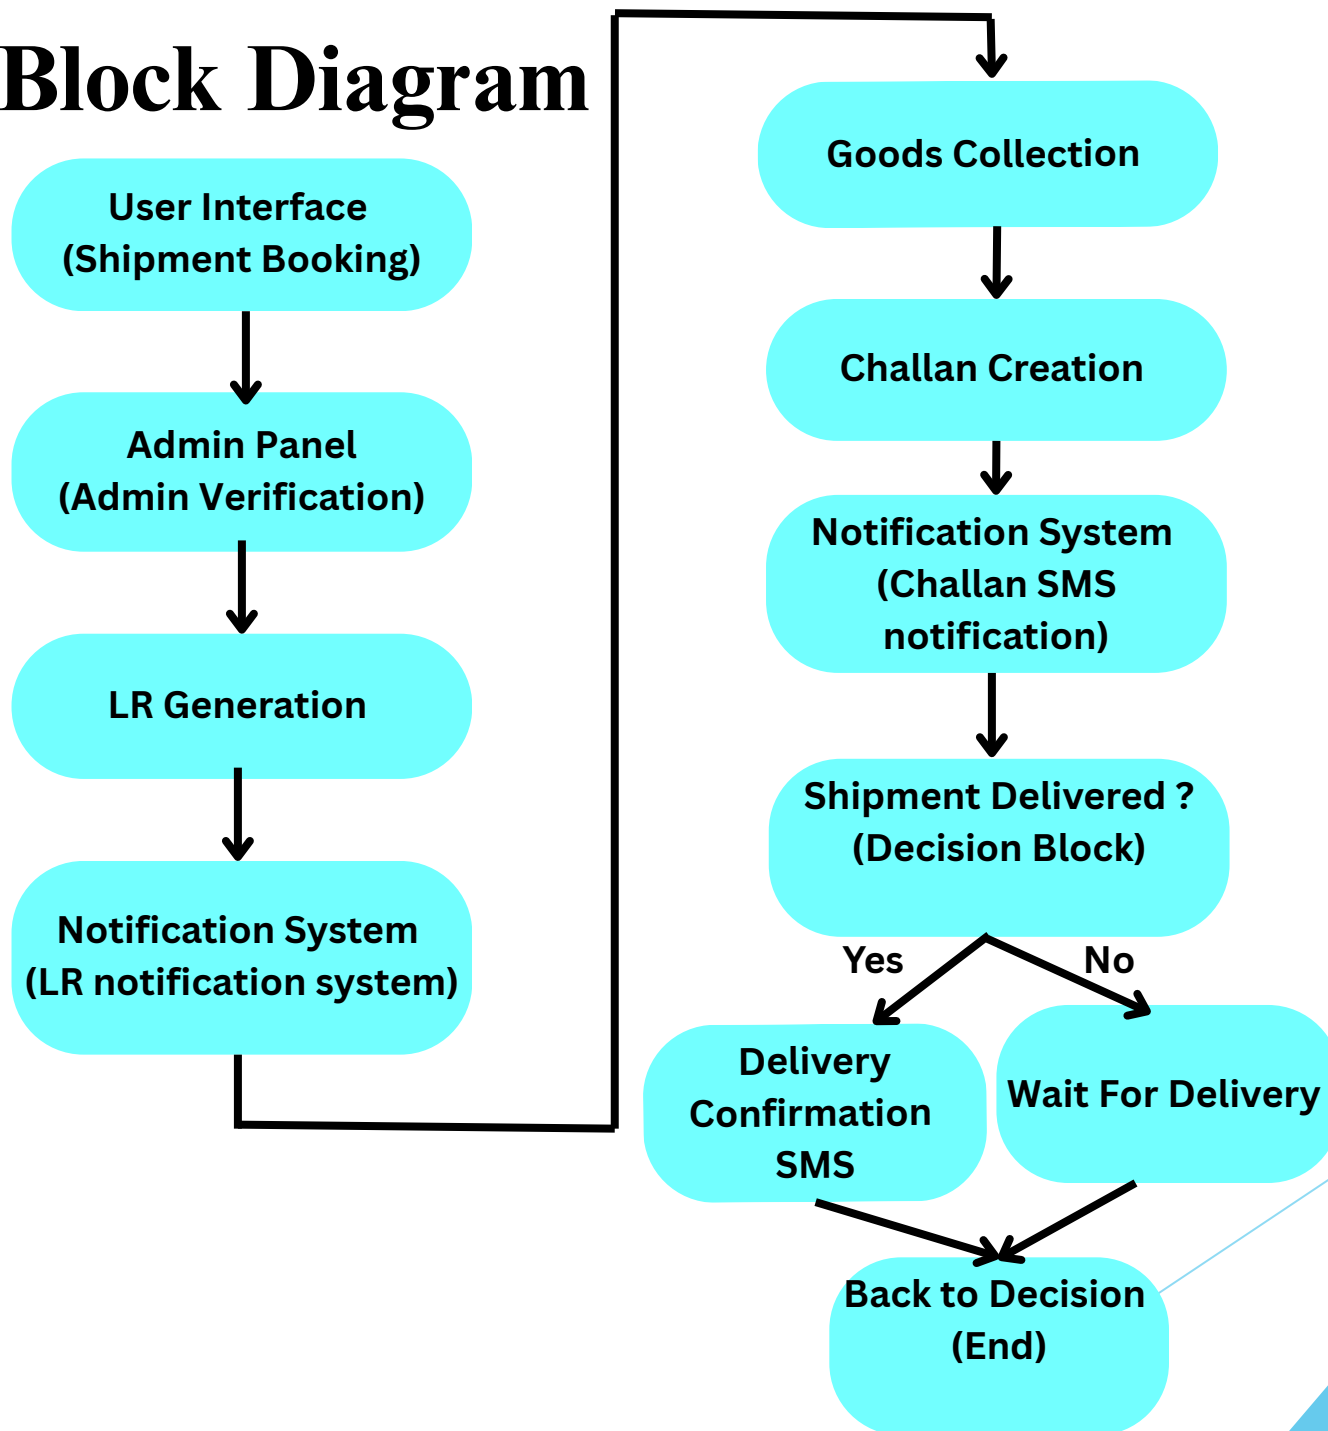 Block Diagram
User Interface
(Shipment Booking)
Admin Panel
(Admin Verification)
LR Generation
Notification System
(LR notification system)
Goods Collection
Challan Creation
Notification System
(Challan SMS
notification)
Shipment Delivered ?
(Decision Block)
Yes
No
Delivery
Confirmation
SMS
Wait For Delivery
Back to Decision
(End)